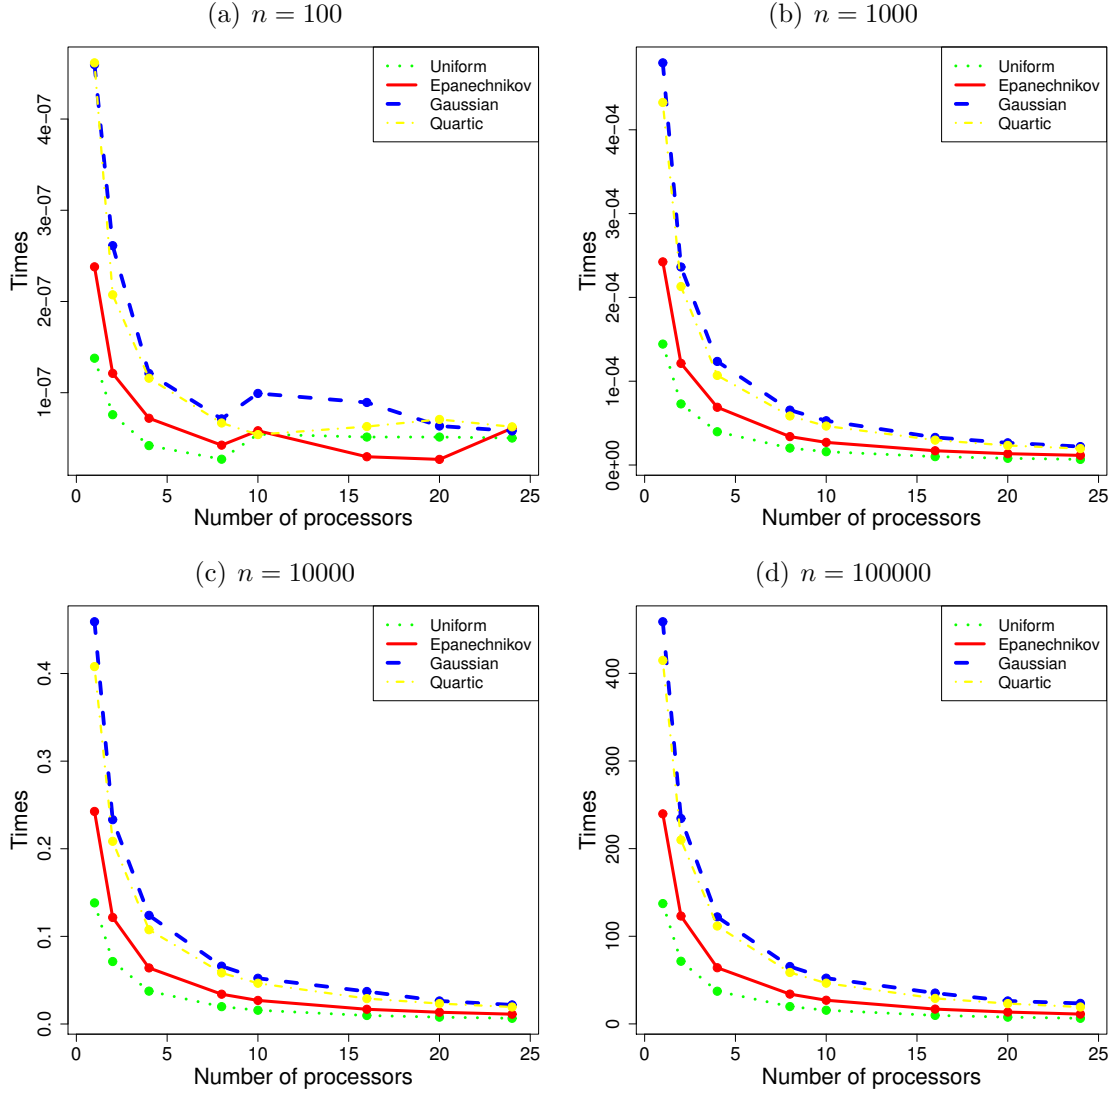 (a) n = 100
Times
1e−07 2e−07 3e−07 4e−07
0 5 10 15 20 25
Number of processors
Uniform
Epanechnikov
Gaussian
Quartic
(b) n = 1000
Times
0e+00 1e−04 2e−04 3e−04 4e−04
0 5 10 15 20 25
Number of processors
Uniform
Epanechnikov
Gaussian
Quartic
(c) n = 10000
Times
0.0 0.1 0.2 0.3 0.4
0 5 10 15 20 25
Number of processors
Uniform
Epanechnikov
Gaussian
Quartic
(d) n = 100000
Times
0 100 200 300 400
0 5 10 15 20 25
Number of processors
Uniform
Epanechnikov
Gaussian
Quartic